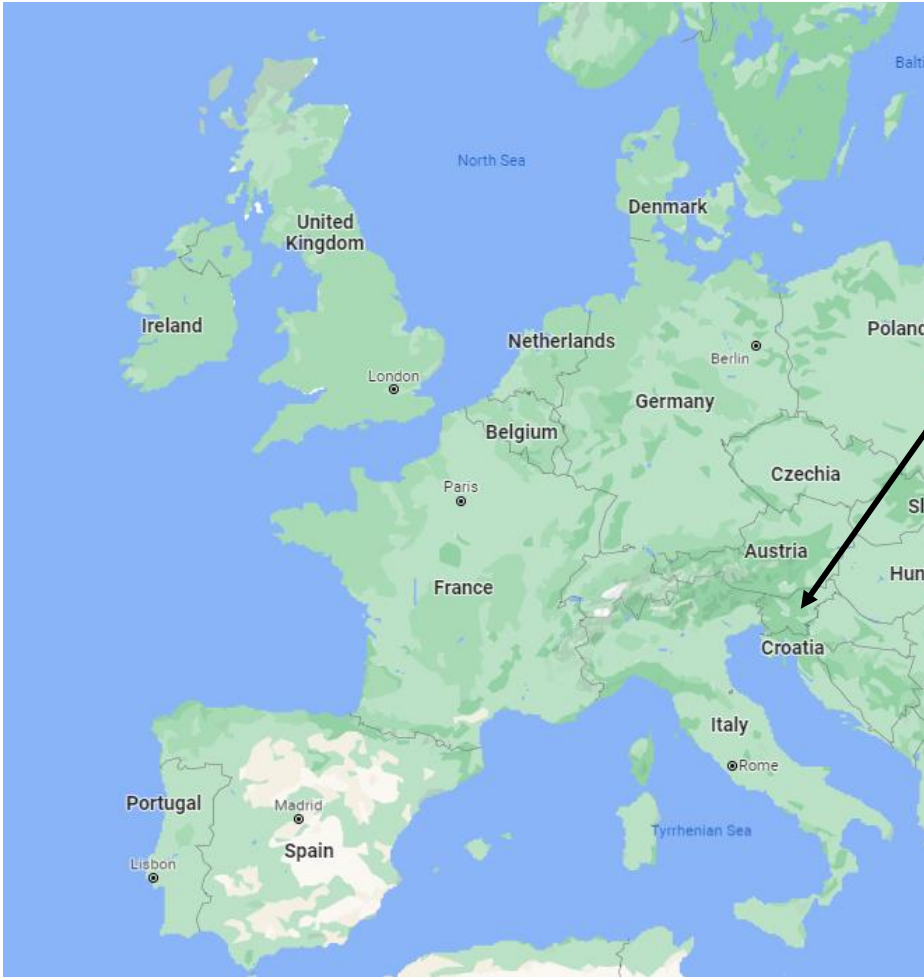 Balti
North Sea
Denmark
United
Kingdom
Ireland
Poland
Netherlands
Berlin
London
Germany
Belgium
Czechia
Paris
Sl
Austria
Hun
France
Croatia
Italy
Rome
Portugal
Madrid
Tyrrhenian Sea
Spain
Lisbon